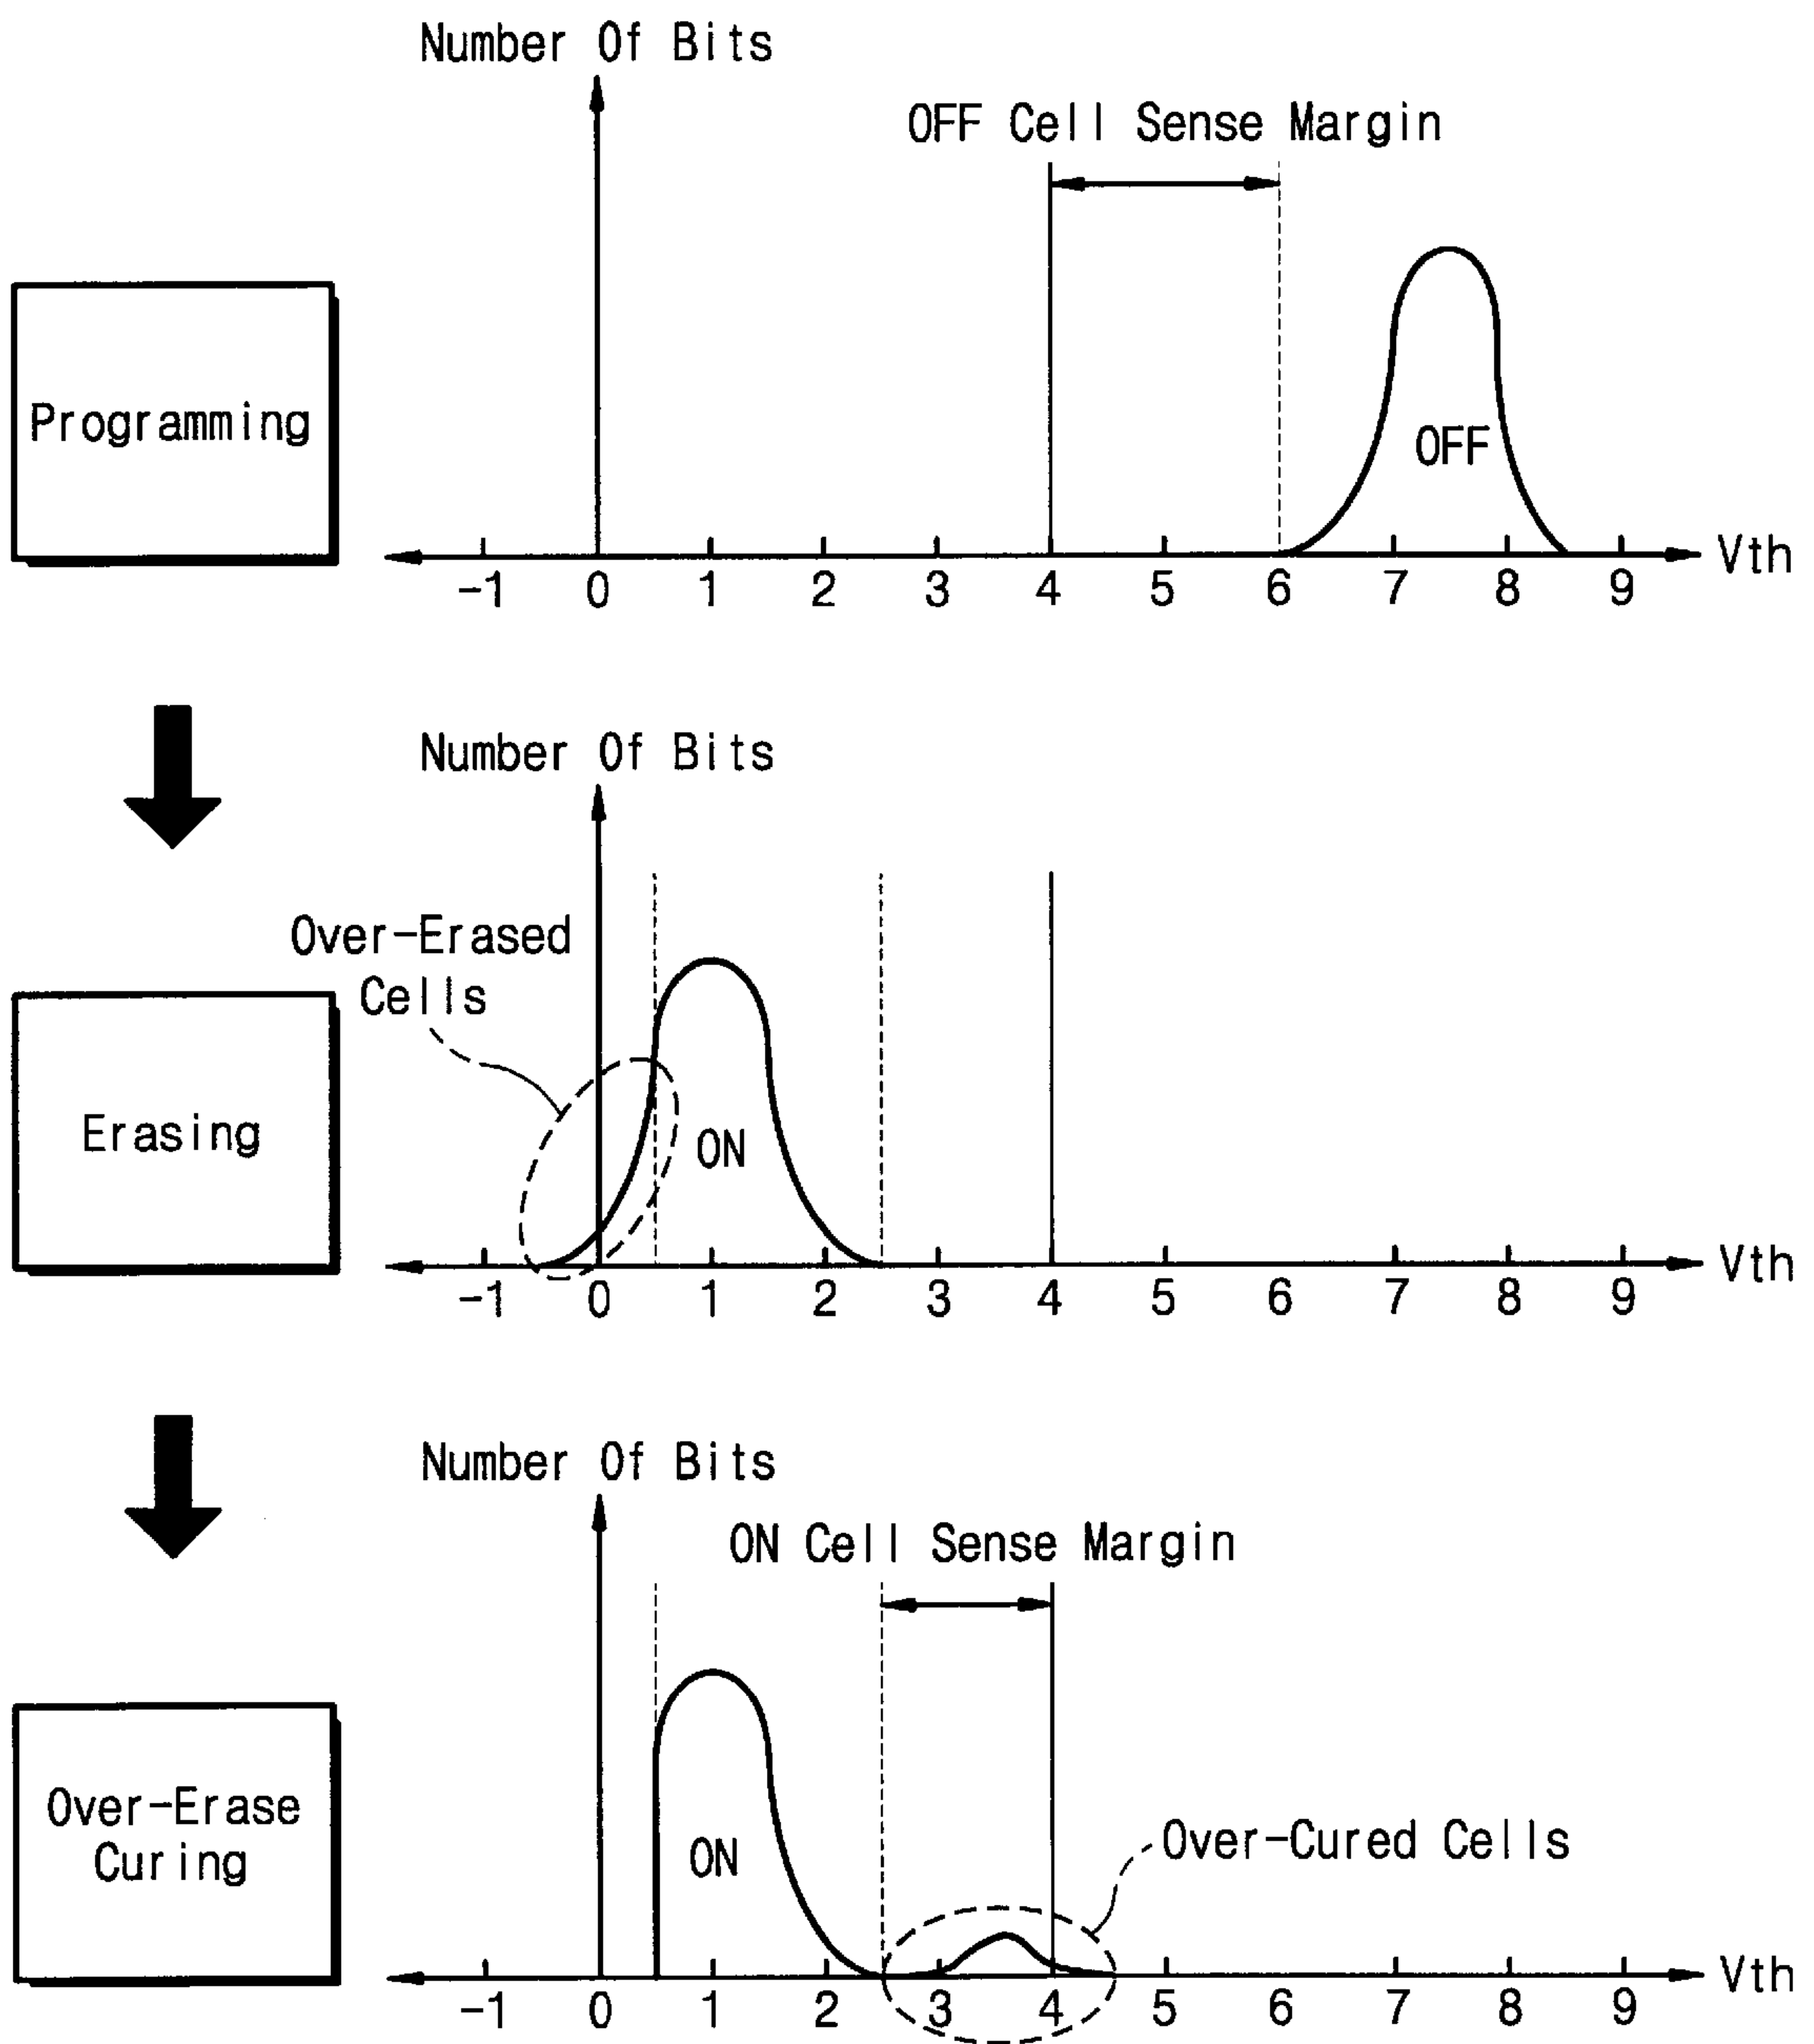 Number Of Bits
OFF Cell Sense Margin
Programming
OFF
Vth
-1 0 1 2 3 4 5 6 7 8 9
Number Of Bits
Over-Erased
Cells
Erasing
ON
Vth
-1 0 1 2 3 4 5 6 7 8 9
Number Of Bits
ON Cell Sense Margin
Over-Erase
Curing
ON
Over-Cured Cells
Vth
-1 0 1 2 3 4 5 6 7 8 9